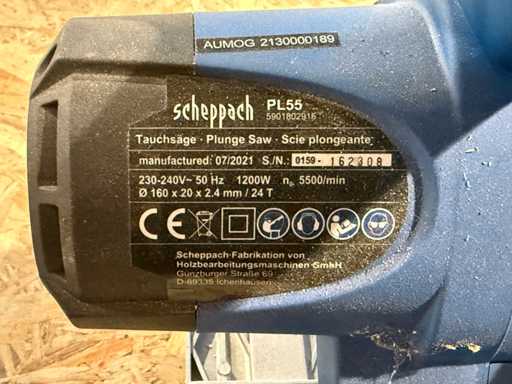 AUMOG 2130000189
scheppach PL55
5901802915
Tauchsäge · Plunge Saw · Scie plongeante
manufactured: 07/2021 S./N.: 0159 - 162308
230-240V~ 50 Hz 1200W n₀ 5500/min
Ø 160 x 20 x 2.4 mm / 24 T
CE
Scheppach Fabrikation von
Holzbearbeitungsmaschinen GmbH
Günzburger Straße 69
D-89335 Ichenhausen